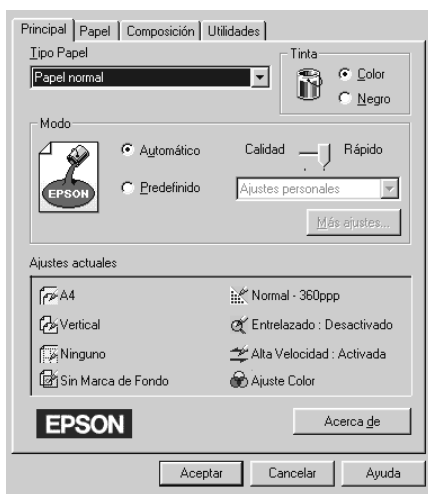 Principal Papel Composición Utilidades
Tipo Papel
Papel normal
Tinta
Color
Negro
Modo
EPSON
Automático
Predefinido
Calidad Rápido
Ajustes personales
Más ajustes...
Ajustes actuales
A4
Vertical
Ninguno
Sin Marca de Fondo
Normal - 360ppp
Entrelazado : Desactivado
Alta Velocidad : Activada
Ajuste Color
EPSON
Acerca de
Aceptar Cancelar Ayuda